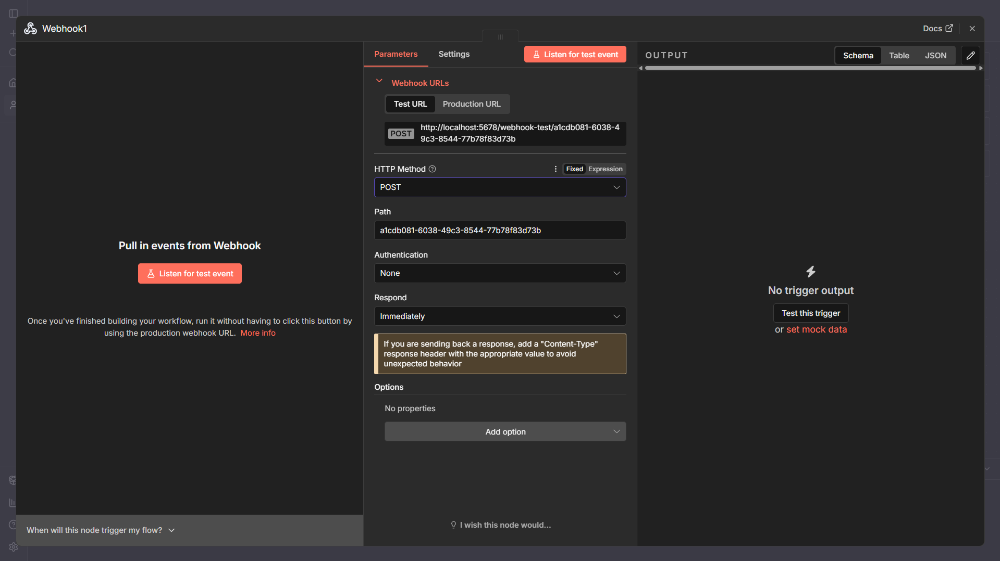 Webhook1
Docs
Parameters
Settings
Listen for test event
OUTPUT
Schema
Table
JSON
Webhook URLs
Test URL
Production URL
POST
http://localhost:5678/webhook-test/a1cdb081-6038-4
9c3-8544-77b78f83d73b
HTTP Method
Fixed
Expression
POST
Path
a1cdb081-6038-49c3-8544-77b78f83d73b
Authentication
None
Respond
Immediately
If you are sending back a response, add a "Content-Type"
response header with the appropriate value to avoid
unexpected behavior
Options
No properties
Add option
I wish this node would...
Pull in events from Webhook
Listen for test event
Once you've finished building your workflow, run it without having to click this button by
using the production webhook URL. More info
When will this node trigger my flow?
No trigger output
Test this trigger
or set mock data